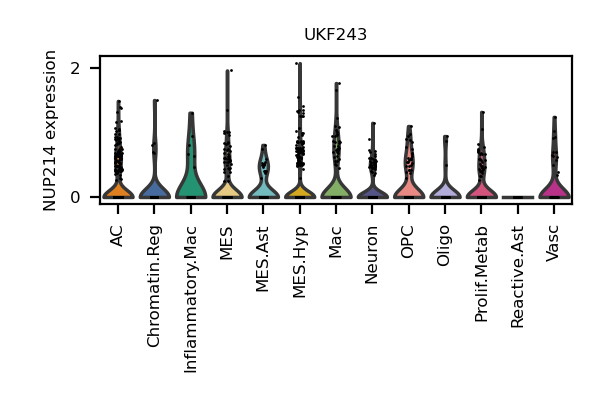 UKF243
NUP214 expression
2
0
AC
Chromatin.Reg
Inflammatory.Mac
MES
MES.Ast
MES.Hyp
Mac
Neuron
OPC
Oligo
Prolif.Metab
Reactive.Ast
Vasc